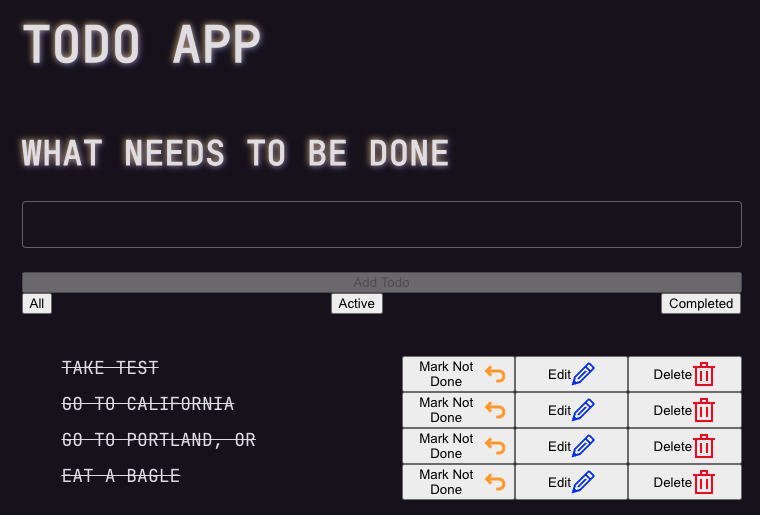 TODO APP
WHAT NEEDS TO BE DONE
Add Todo
All Active Completed
TAKE TEST Mark Not Done Edit Delete
GO TO CALIFORNIA Mark Not Done Edit Delete
GO TO PORTLAND, OR Mark Not Done Edit Delete
EAT A BAGLE Mark Not Done Edit Delete